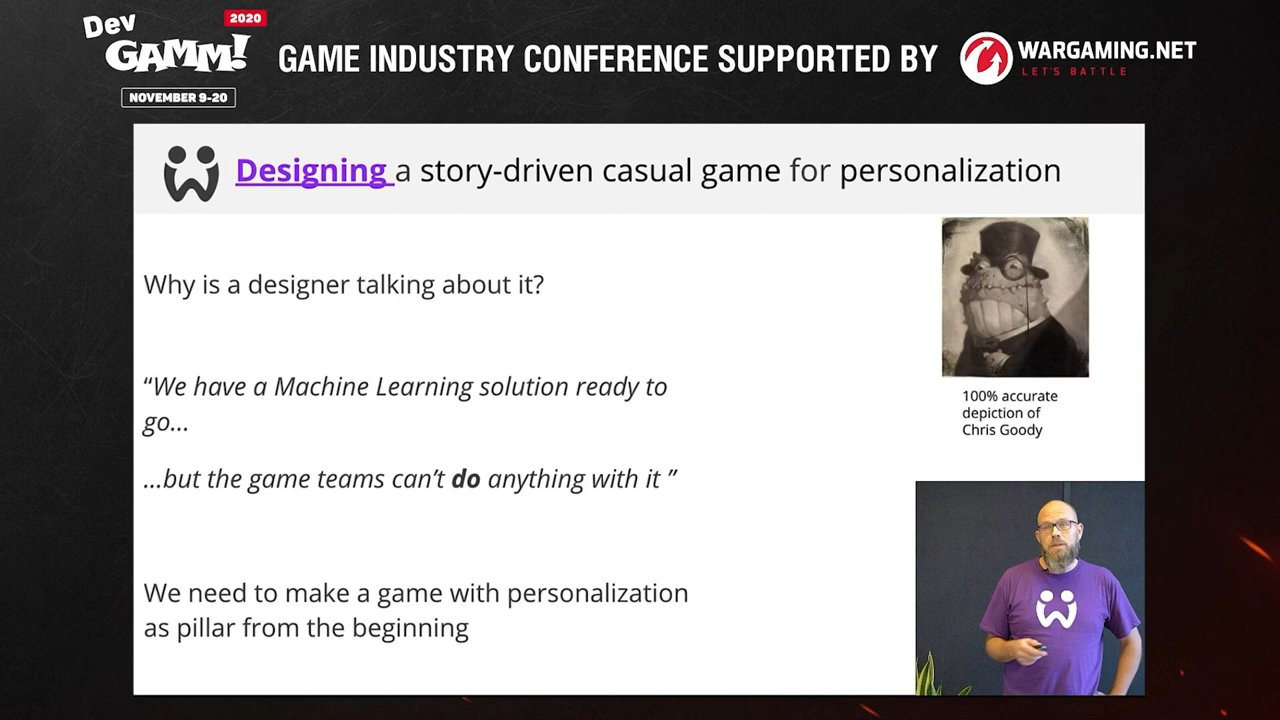 Dev
GAMM!
2020
NOVEMBER 9-20
GAME INDUSTRY CONFERENCE SUPPORTED BY
WARGAMING.NET
LET'S BATTLE
Designing a story-driven casual game for personalization
Why is a designer talking about it?
“We have a Machine Learning solution ready to
go...
...but the game teams can’t do anything with it ”
We need to make a game with personalization
as pillar from the beginning
100% accurate
depiction of
Chris Goody